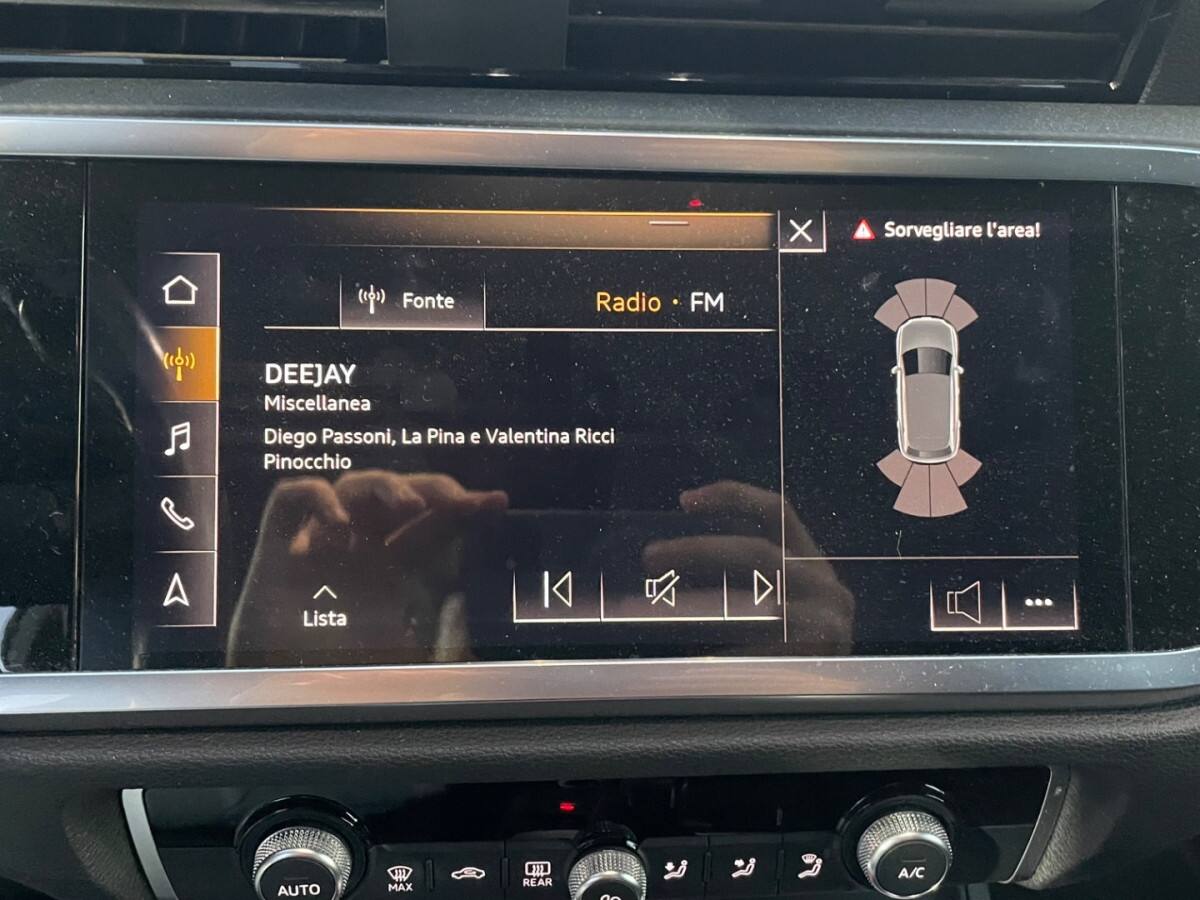 Sorvegliare l'area!
Fonte
Radio · FM
DEEJAY
Miscellanea
Diego Passoni, La Pina e Valentina Ricci
Pinocchio
Lista
AUTO
MAX
REAR
A/C